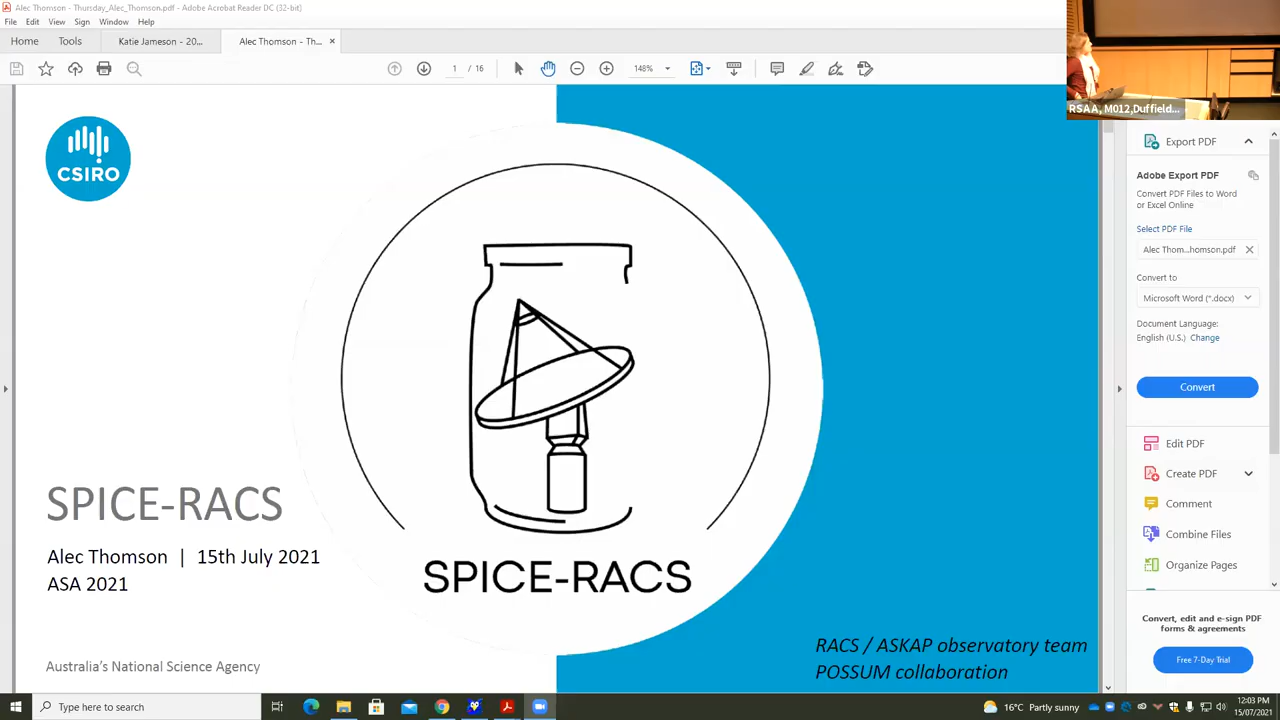 Alec Thomson - Thursday_Alec_Thomson.pdf - Adobe Acrobat Reader DC (32-bit)
File Edit View Sign Window Help
Home Tools Katie Jameson - 20... Alec Thomson - Th... ×
1 / 16 148%
RSAA, M012,Duffield...
CSIRO
SPICE-RACS
Alec Thomson | 15th July 2021
ASA 2021
Australia's National Science Agency
SPICE-RACS
RACS / ASKAP observatory team
POSSUM collaboration
Export PDF
Adobe Export PDF
Convert PDF Files to Word
or Excel Online
Select PDF File
Alec Thom...homson.pdf
Convert to
Microsoft Word (*.docx)
Document Language:
English (U.S.) Change
Convert
Edit PDF
Create PDF
Comment
Combine Files
Organize Pages
Convert, edit and e-sign PDF
forms & agreements
Free 7-Day Trial
Type here to search
16°C Partly sunny
12:03 PM
15/07/2021